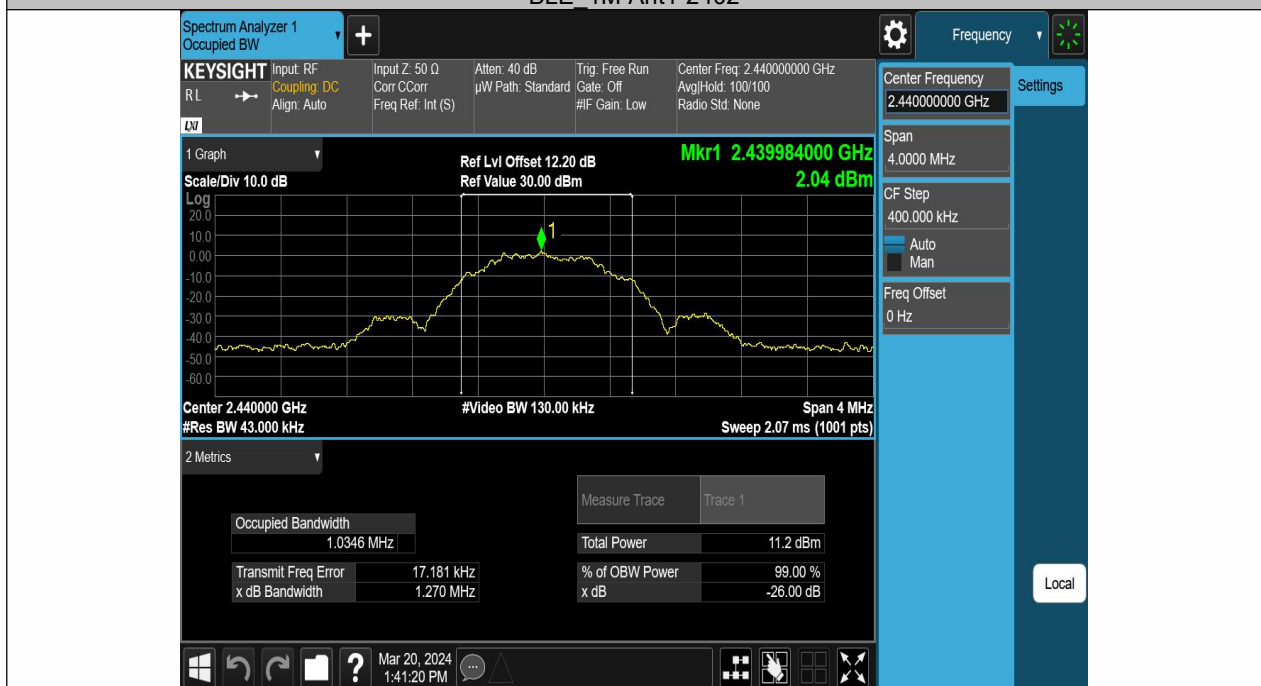 BLE_1M-Ant1-2402
Spectrum Analyzer 1
Occupied BW
Frequency
KEYSIGHT
RL
LXI
Input: RF
Coupling: DC
Align: Auto
Input Z: 50 Ω
Corr CCorr
Freq Ref: Int (S)
Atten: 40 dB
µW Path: Standard
Trig: Free Run
Gate: Off
#IF Gain: Low
Center Freq: 2.440000000 GHz
Avg|Hold: 100/100
Radio Std: None
1 Graph
Scale/Div 10.0 dB
Ref Lvl Offset 12.20 dB
Ref Value 30.00 dBm
Mkr1 2.439984000 GHz
2.04 dBm
Log
20.0
10.0
0.00
-10.0
-20.0
-30.0
-40.0
-50.0
-60.0
1
Center 2.440000 GHz
#Video BW 130.00 kHz
Span 4 MHz
#Res BW 43.000 kHz
Sweep 2.07 ms (1001 pts)
2 Metrics
Measure Trace Trace 1
Occupied Bandwidth
1.0346 MHz
Total Power 11.2 dBm
Transmit Freq Error 17.181 kHz
% of OBW Power 99.00 %
x dB Bandwidth 1.270 MHz
x dB -26.00 dB
Center Frequency
2.440000000 GHz
Settings
Span
4.0000 MHz
CF Step
400.000 kHz
Auto
Man
Freq Offset
0 Hz
Local
?
Mar 20, 2024
1:41:20 PM